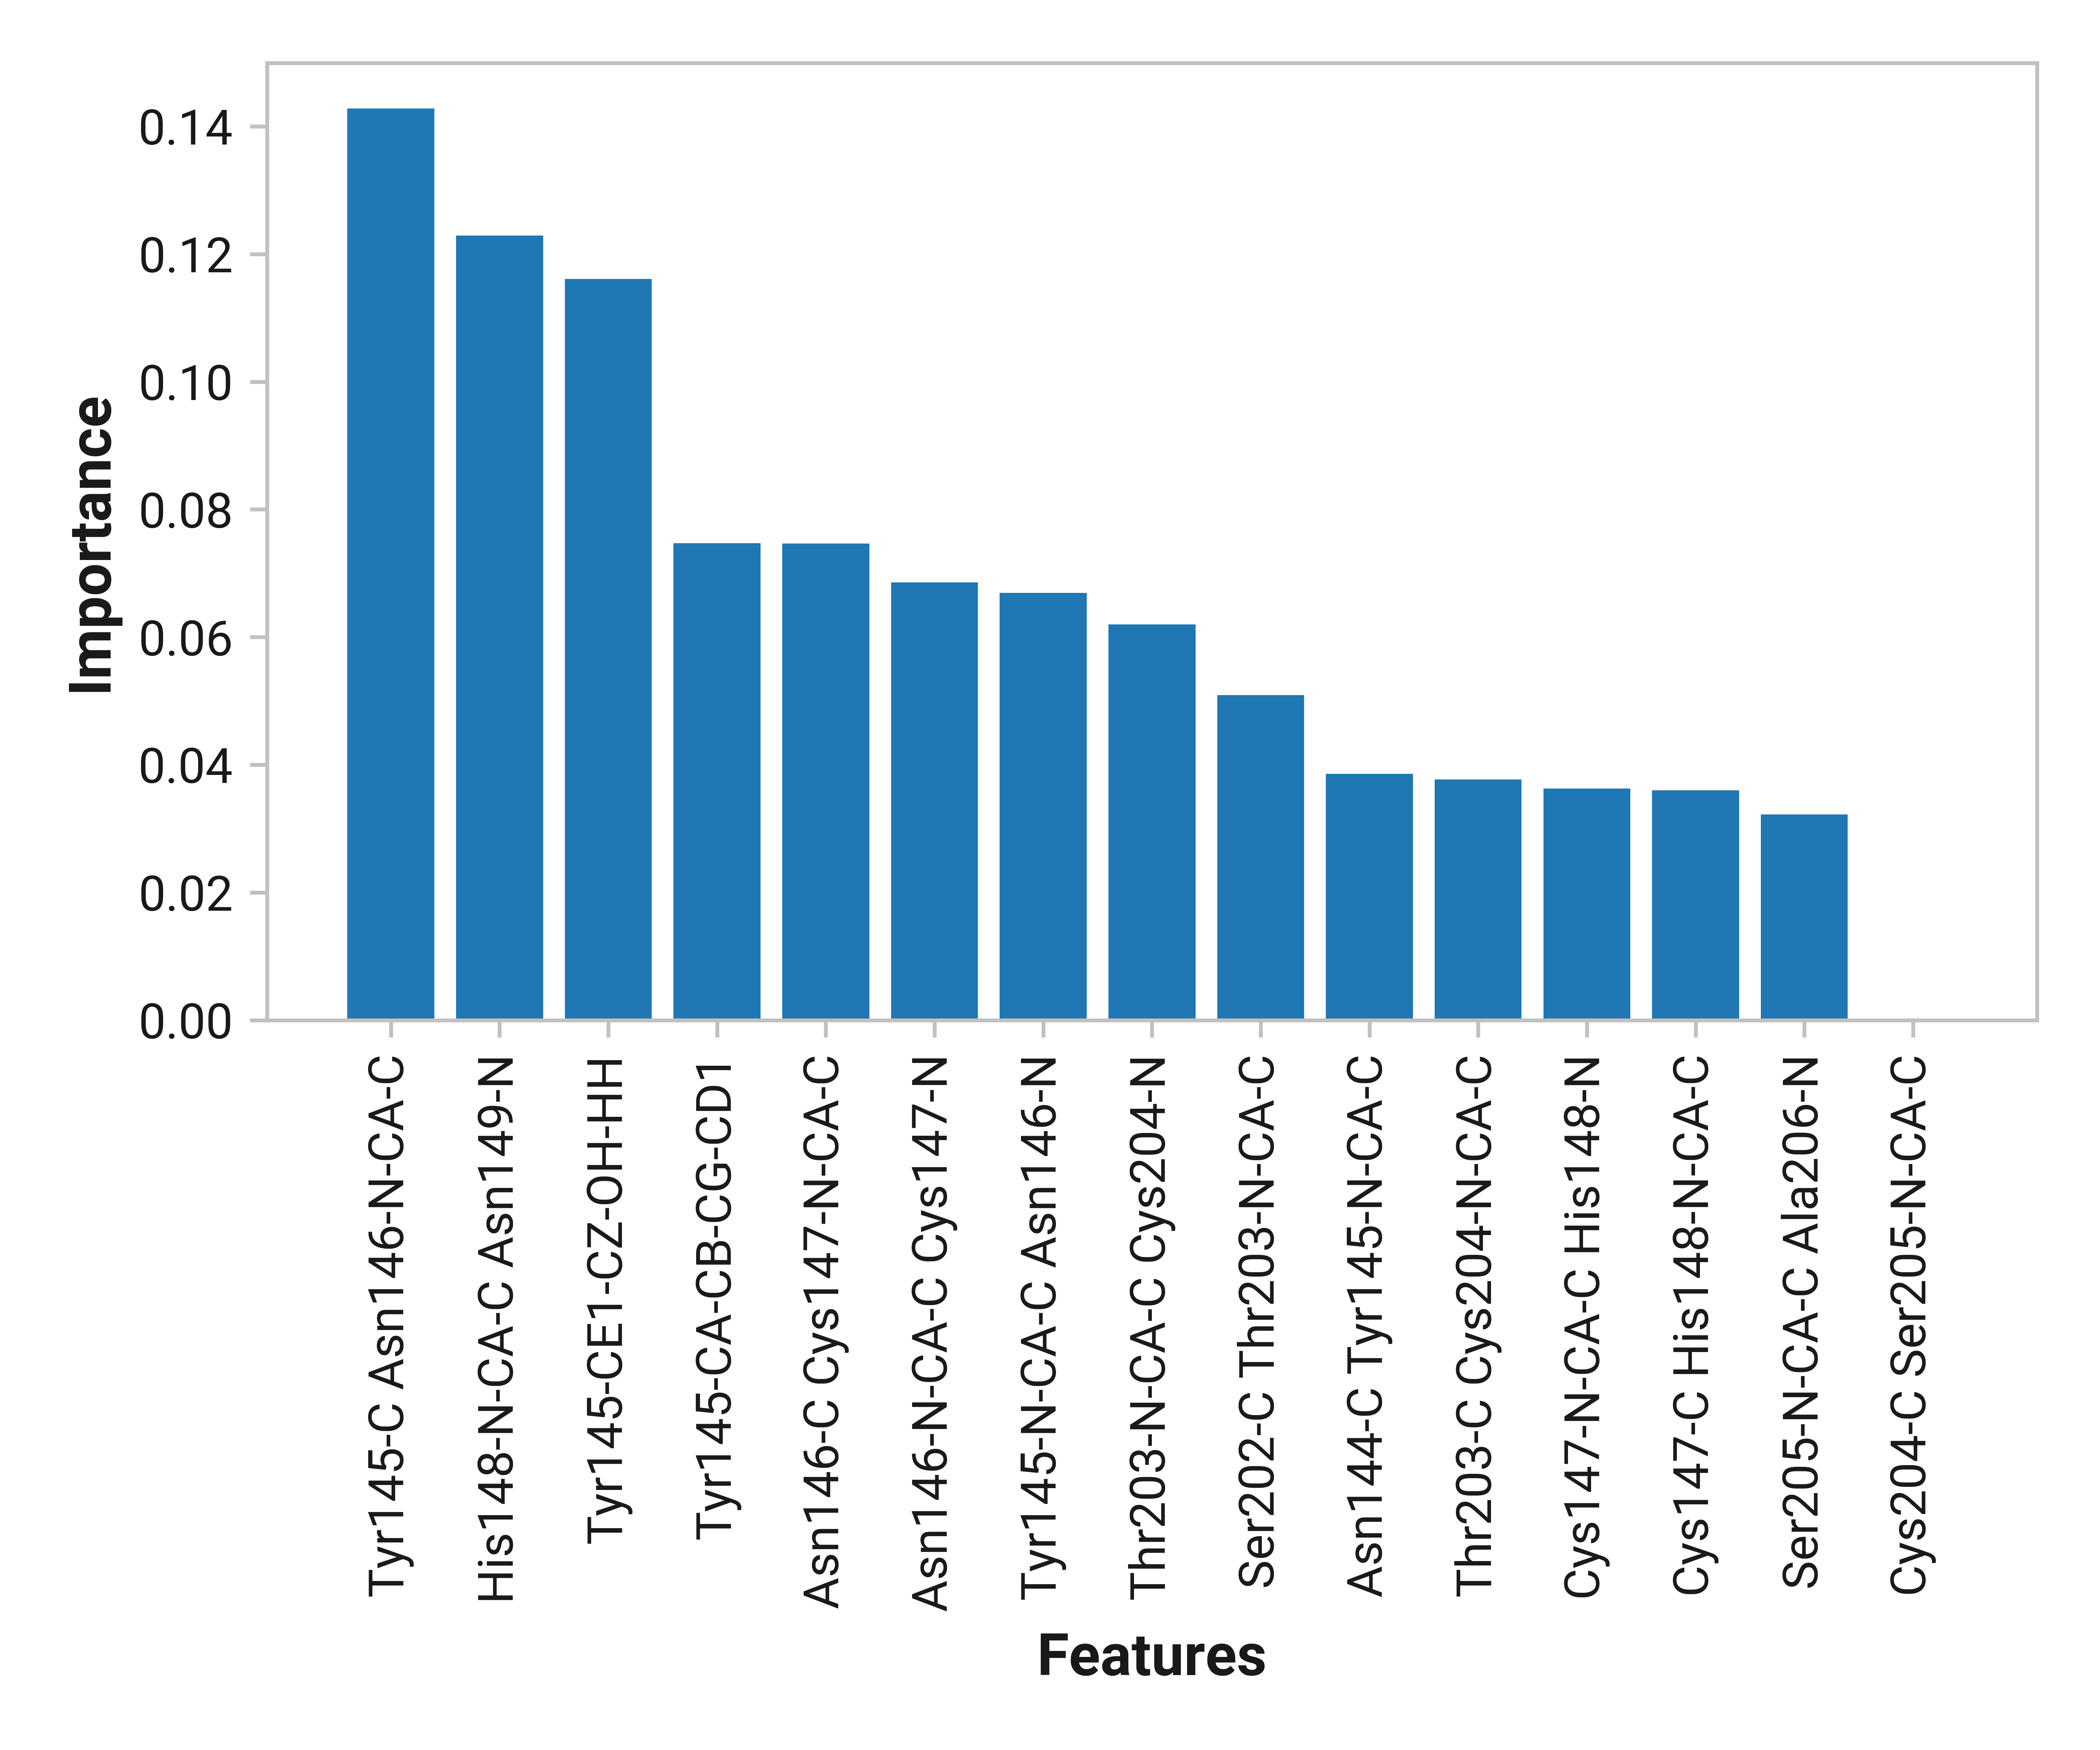 Importance
0.14
0.12
0.10
0.08
0.06
0.04
0.02
0.00
Tyr145-C Asn146-N-CA-C
His148-N-CA-C Asn149-N
Tyr145-CE1-CZ-OH-HH
Tyr145-CA-CB-CG-CD1
Asn146-C Cys147-N-CA-C
Asn146-N-CA-C Cys147-N
Tyr145-N-CA-C Asn146-N
Thr203-N-CA-C Cys204-N
Ser202-C Thr203-N-CA-C
Asn144-C Tyr145-N-CA-C
Thr203-C Cys204-N-CA-C
Cys147-N-CA-C His148-N
Cys147-C His148-N-CA-C
Ser205-N-CA-C Ala206-N
Cys204-C Ser205-N-CA-C
Features